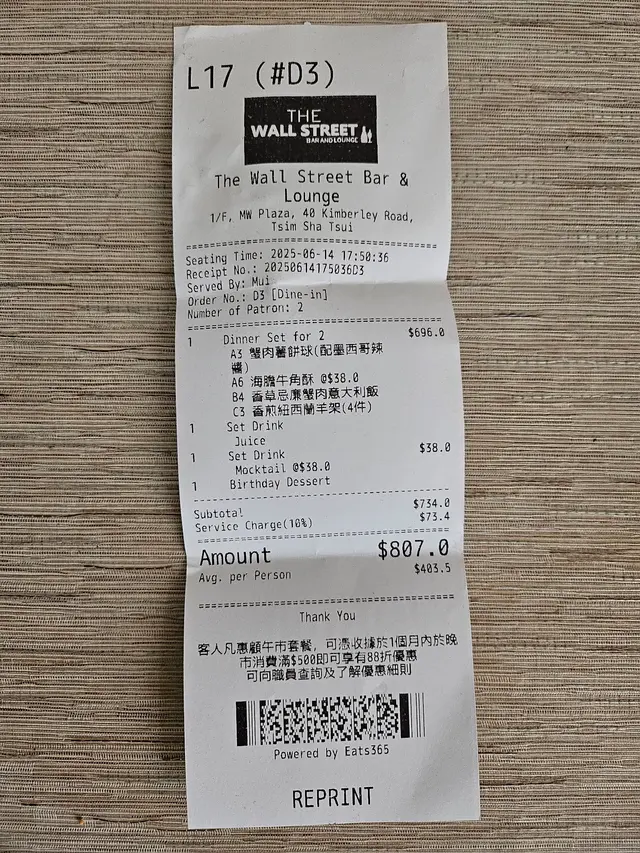 L17 (#D3)
THE
WALL STREET
BAR AND LOUNGE
The Wall Street Bar &
Lounge
1/F, MW Plaza, 40 Kimberley Road,
Tsim Sha Tsui
Seating Time: 2025-06-14 17:50:36
Receipt No.: 20250614175036D3
Served By: Mui
Order No.: D3 [Dine-in]
Number of Patron: 2
1 Dinner Set for 2 $696.0
A3 蟹肉薯餅球(配墨西哥辣
醬)
A6 海膽牛角酥 @$38.0
B4 香草忌廉蟹肉意大利飯
C3 香煎紐西蘭羊架(4件)
1 Set Drink
Juice
1 Set Drink $38.0
Mocktail @$38.0
1 Birthday Dessert
Subtotal $734.0
Service Charge(10%) $73.4
Amount $807.0
Avg. per Person $403.5
Thank You
客人凡惠顧午市套餐，可憑收據於1個月內於晚
市消費滿$500即可享有88折優惠
可向職員查詢及了解優惠細則
Powered by Eats365
REPRINT